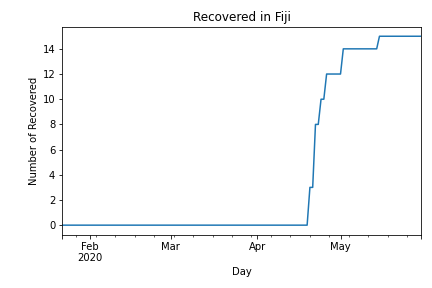 Recovered in Fiji
Number of Recovered
14
12
10
8
6
4
2
0
Feb
2020
Mar
Apr
May
Day